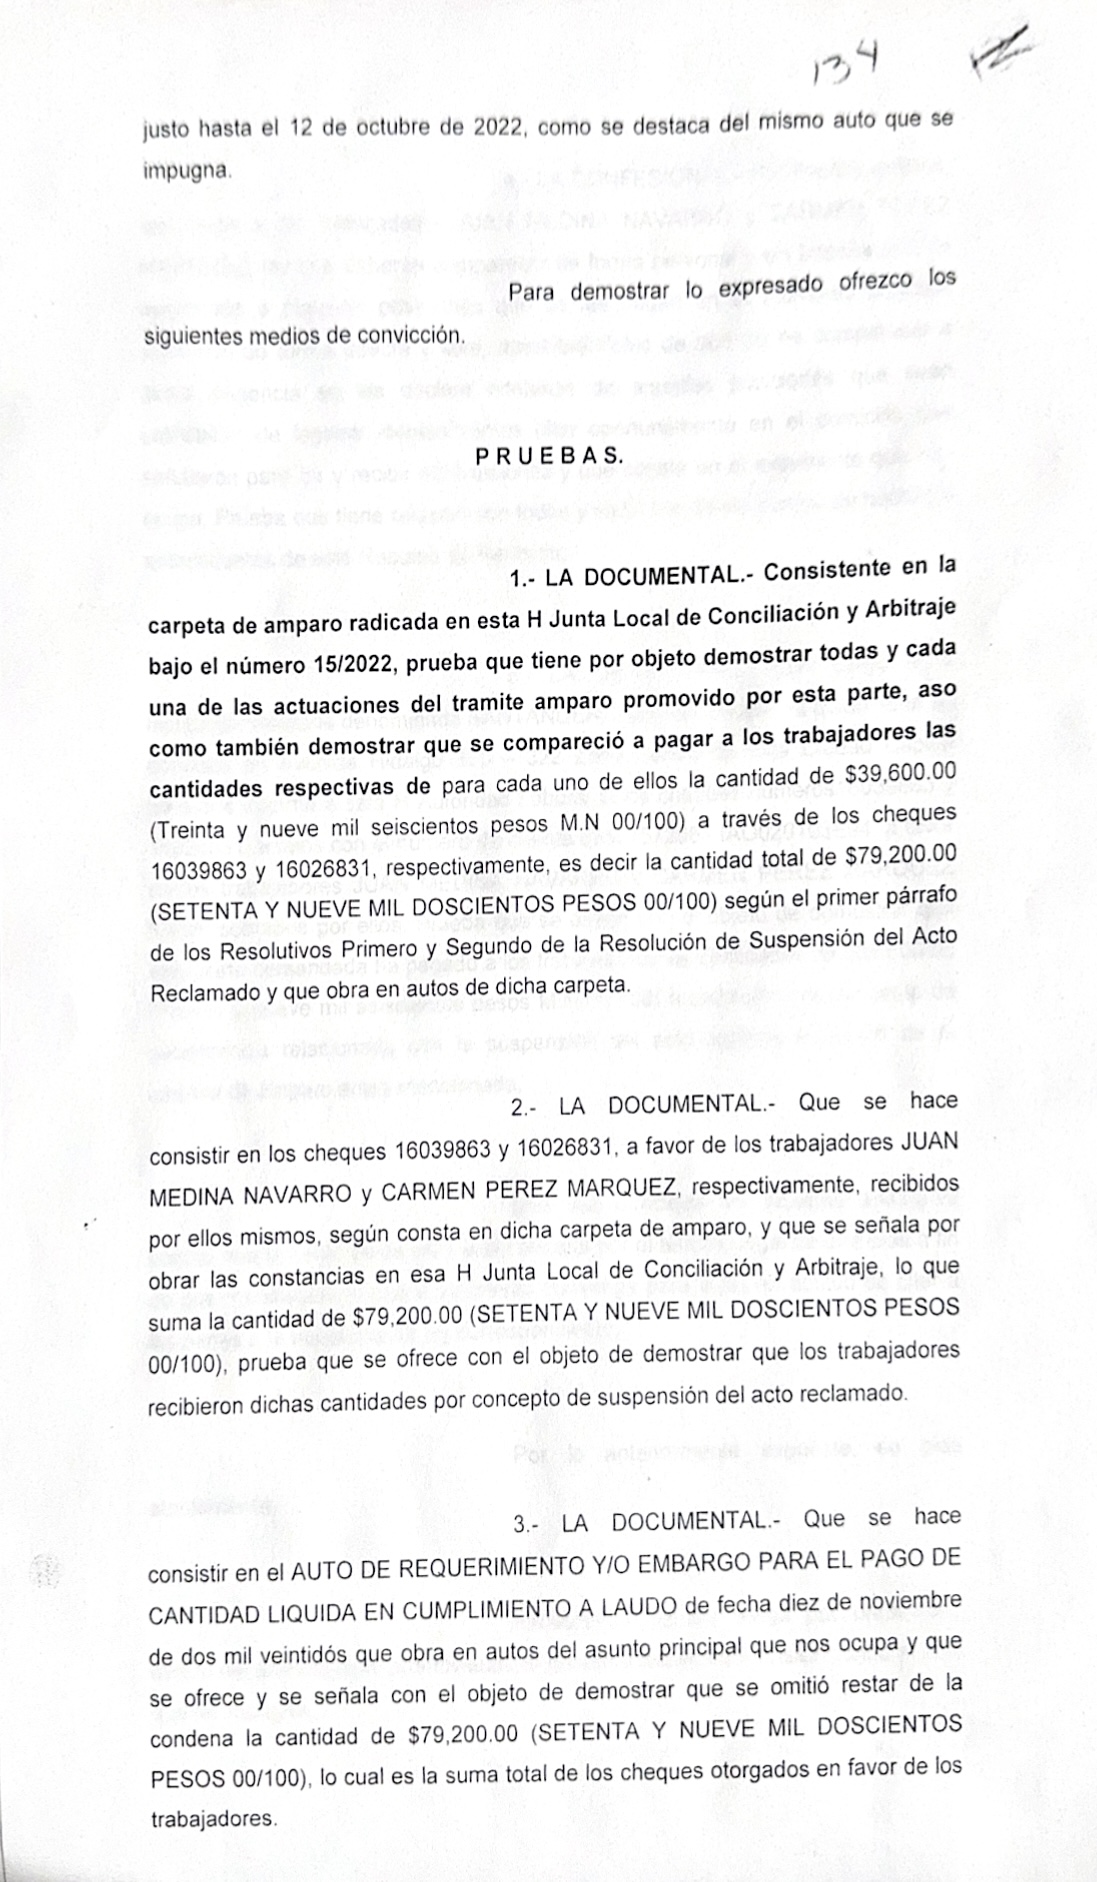 134
justo hasta el 12 de octubre de 2022, como se destaca del mismo auto que se
impugna.
Para demostrar lo expresado ofrezco los
siguientes medios de convicción.
P R U E B A S.
1.- LA DOCUMENTAL.- Consistente en la
carpeta de amparo radicada en esta H Junta Local de Conciliación y Arbitraje
bajo el número 15/2022, prueba que tiene por objeto demostrar todas y cada
una de las actuaciones del tramite amparo promovido por esta parte, aso
como también demostrar que se compareció a pagar a los trabajadores las
cantidades respectivas de para cada uno de ellos la cantidad de $39,600.00
(Treinta y nueve mil seiscientos pesos M.N 00/100) a través de los cheques
16039863 y 16026831, respectivamente, es decir la cantidad total de $79,200.00
(SETENTA Y NUEVE MIL DOSCIENTOS PESOS 00/100) según el primer párrafo
de los Resolutivos Primero y Segundo de la Resolución de Suspensión del Acto
Reclamado y que obra en autos de dicha carpeta.
2.- LA DOCUMENTAL.- Que se hace
consistir en los cheques 16039863 y 16026831, a favor de los trabajadores JUAN
MEDINA NAVARRO y CARMEN PEREZ MARQUEZ, respectivamente, recibidos
por ellos mismos, según consta en dicha carpeta de amparo, y que se señala por
obrar las constancias en esa H Junta Local de Conciliación y Arbitraje, lo que
suma la cantidad de $79,200.00 (SETENTA Y NUEVE MIL DOSCIENTOS PESOS
00/100), prueba que se ofrece con el objeto de demostrar que los trabajadores
recibieron dichas cantidades por concepto de suspensión del acto reclamado.
3.- LA DOCUMENTAL.- Que se hace
consistir en el AUTO DE REQUERIMIENTO Y/O EMBARGO PARA EL PAGO DE
CANTIDAD LIQUIDA EN CUMPLIMIENTO A LAUDO de fecha diez de noviembre
de dos mil veintidós que obra en autos del asunto principal que nos ocupa y que
se ofrece y se señala con el objeto de demostrar que se omitió restar de la
condena la cantidad de $79,200.00 (SETENTA Y NUEVE MIL DOSCIENTOS
PESOS 00/100), lo cual es la suma total de los cheques otorgados en favor de los
trabajadores.